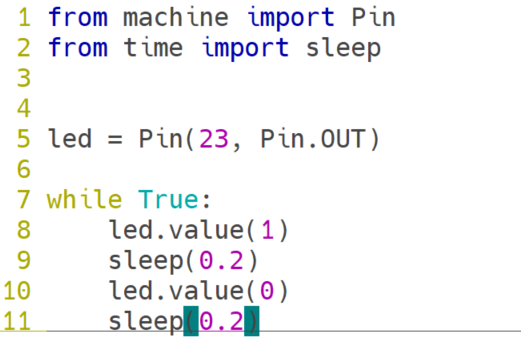 1 from machine import Pin
2 from time import sleep
3
4
5 led = Pin(23, Pin.OUT)
6
7 while True:
8     led.value(1)
9     sleep(0.2)
10     led.value(0)
11     sleep(0.2)